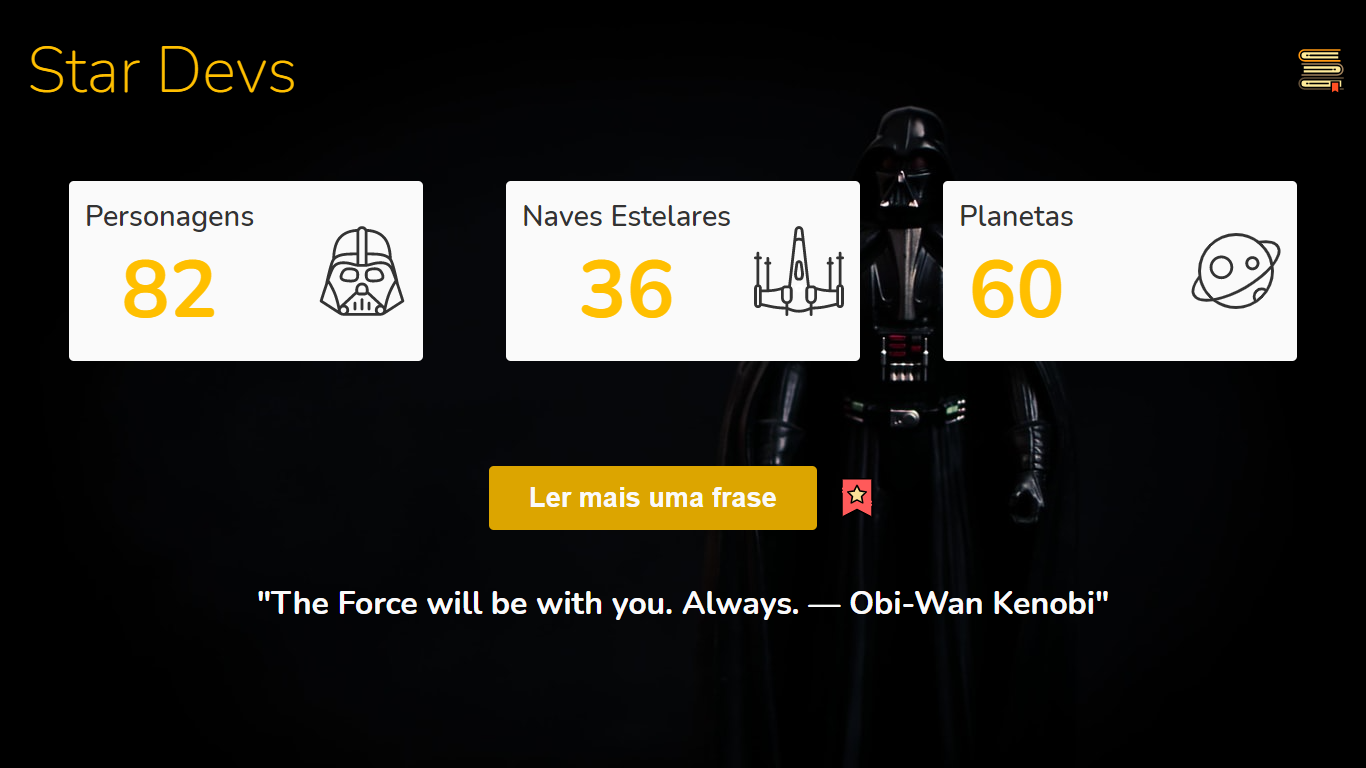 Star Devs
Personagens
82
Naves Estelares
36
Planetas
60
Ler mais uma frase
"The Force will be with you. Always. — Obi-Wan Kenobi"